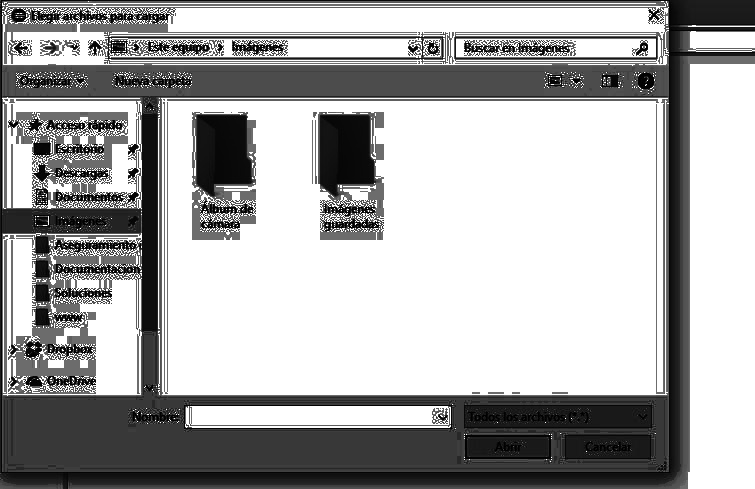 Elegir archivos para cargar
Este equipo > Imágenes
Buscar en Imágenes
Organizar
Nueva carpeta
Acceso rápido
Escritorio
Descargas
Documentos
Imágenes
Aseguramiento
Documentación
Soluciones
www
Dropbox
OneDrive
Álbum de
cámara
Imágenes
guardadas
Nombre:
Todos los archivos (*.*)
Abrir
Cancelar